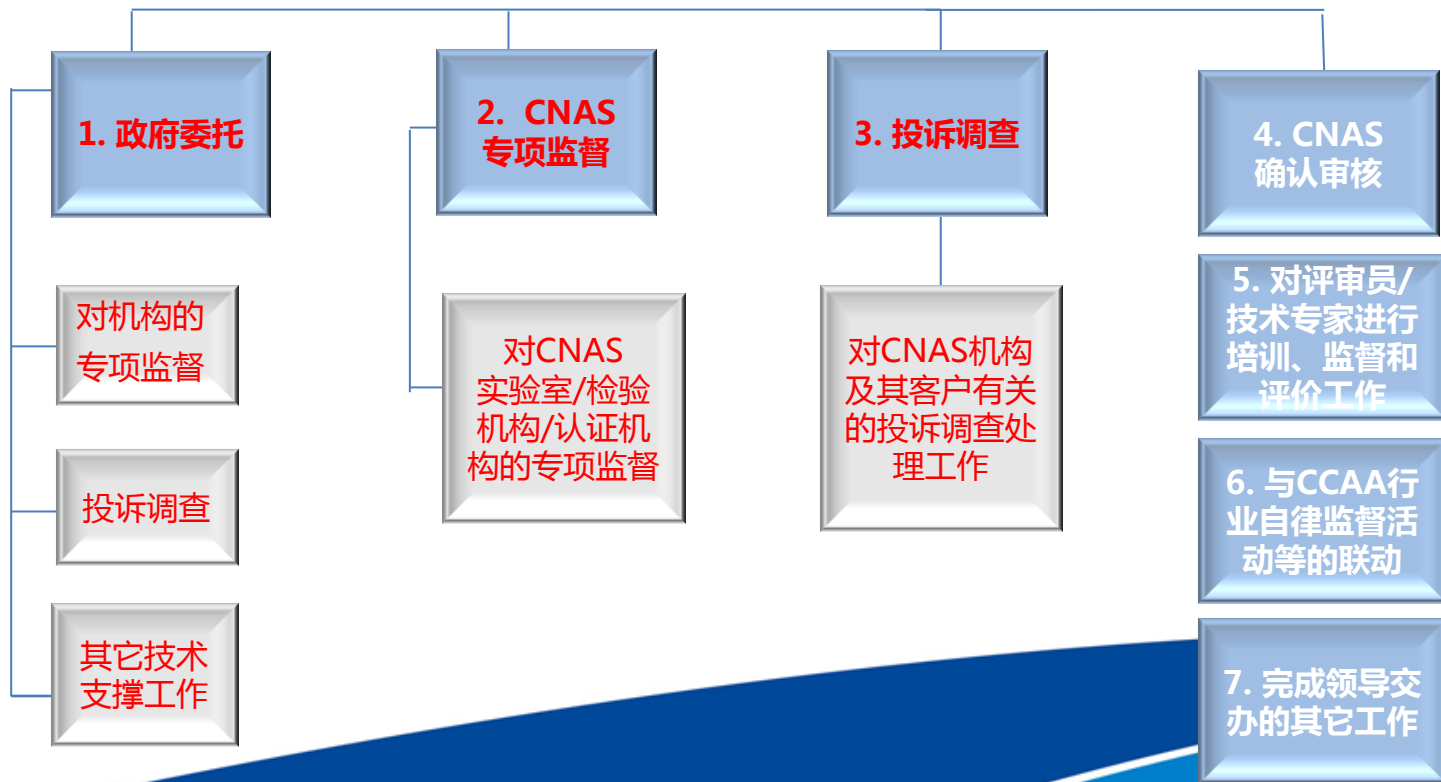 1. 政府委托
对机构的
专项监督
投诉调查
其它技术
支撑工作
2. CNAS
专项监督
对CNAS
实验室/检验
机构/认证机
构的专项监督
3. 投诉调查
对CNAS机构
及其客户有关
的投诉调查处
理工作
4. CNAS
确认审核
5. 对评审员/
技术专家进行
培训、监督和
评价工作
6. 与CCAA行
业自律监督活
动等的联动
7. 完成领导交
办的其它工作